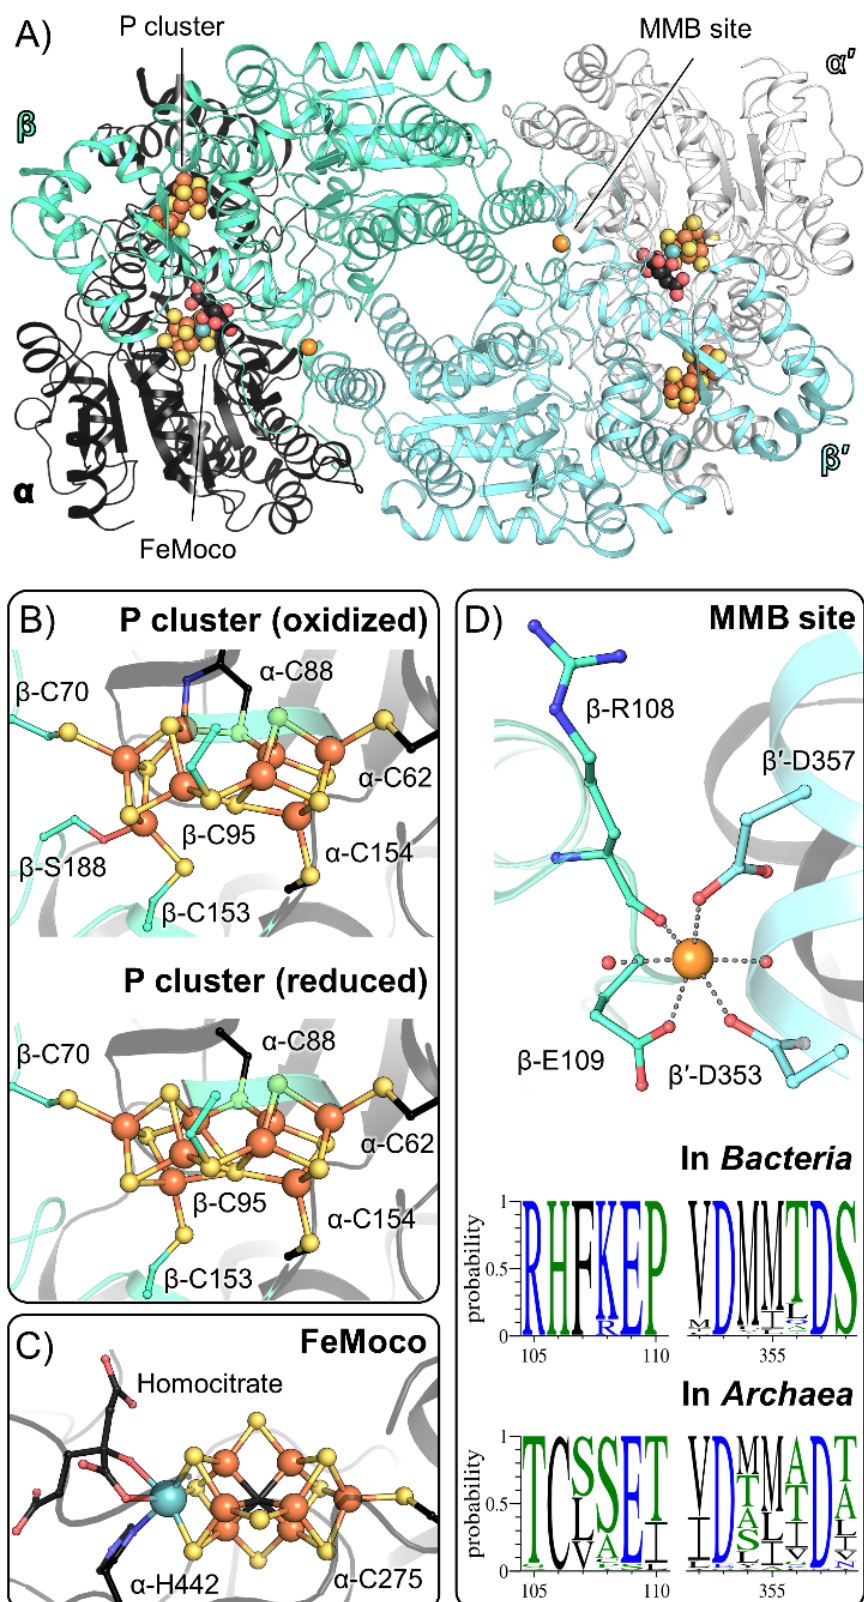 A)
P cluster
MMB site
α′
β
β′
α
FeMoco
B)
P cluster (oxidized)
β-C70
α-C88
α-C62
β-C95
α-C154
β-S188
β-C153
P cluster (reduced)
β-C70
α-C88
α-C62
β-C95
α-C154
β-C153
C)
FeMoco
Homocitrate
α-H442
α-C275
D)
MMB site
β-R108
β′-D357
β-E109
β′-D353
In Bacteria
probability
1
0.5
0
RHFKEP VDMMTDS
105 110 355
In Archaea
probability
1
0.5
0
TCSSET VDMMADT
105 110 355